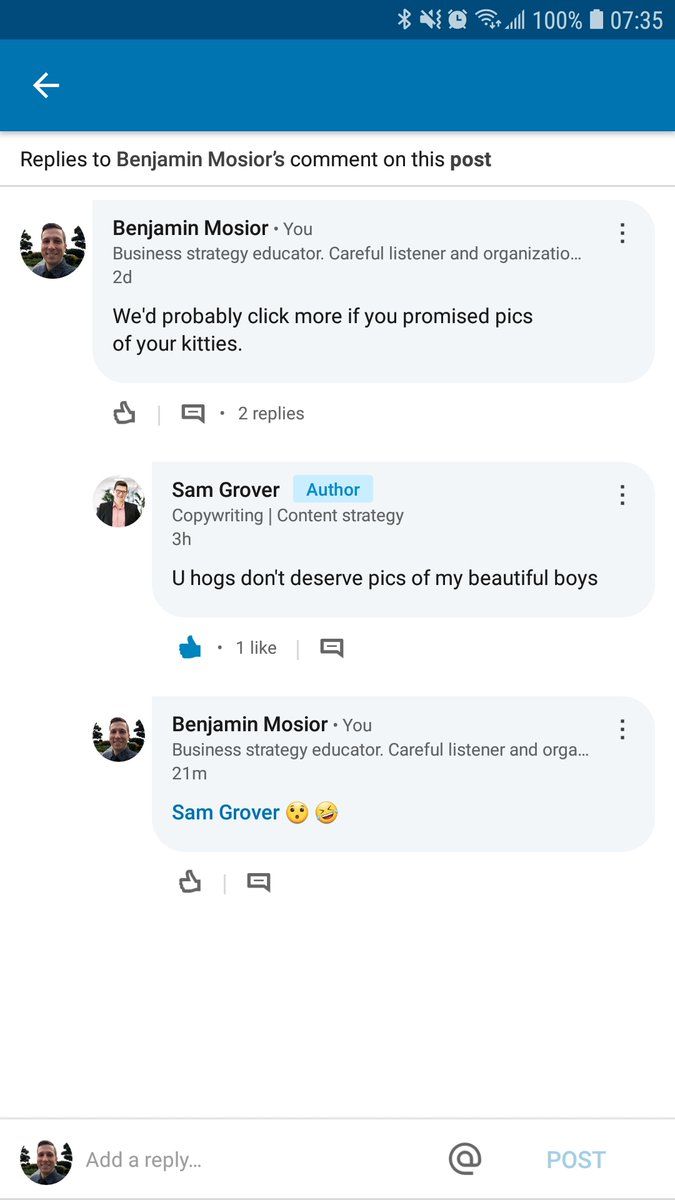 100% 07:35
Replies to Benjamin Mosior's comment on this post
Benjamin Mosior • You
Business strategy educator. Careful listener and organizatio...
2d
We'd probably click more if you promised pics
of your kitties.
• 2 replies
Sam Grover Author
Copywriting | Content strategy
3h
U hogs don't deserve pics of my beautiful boys
• 1 like
Benjamin Mosior • You
Business strategy educator. Careful listener and orga...
21m
Sam Grover 😯 🤣
Add a reply... @ POST